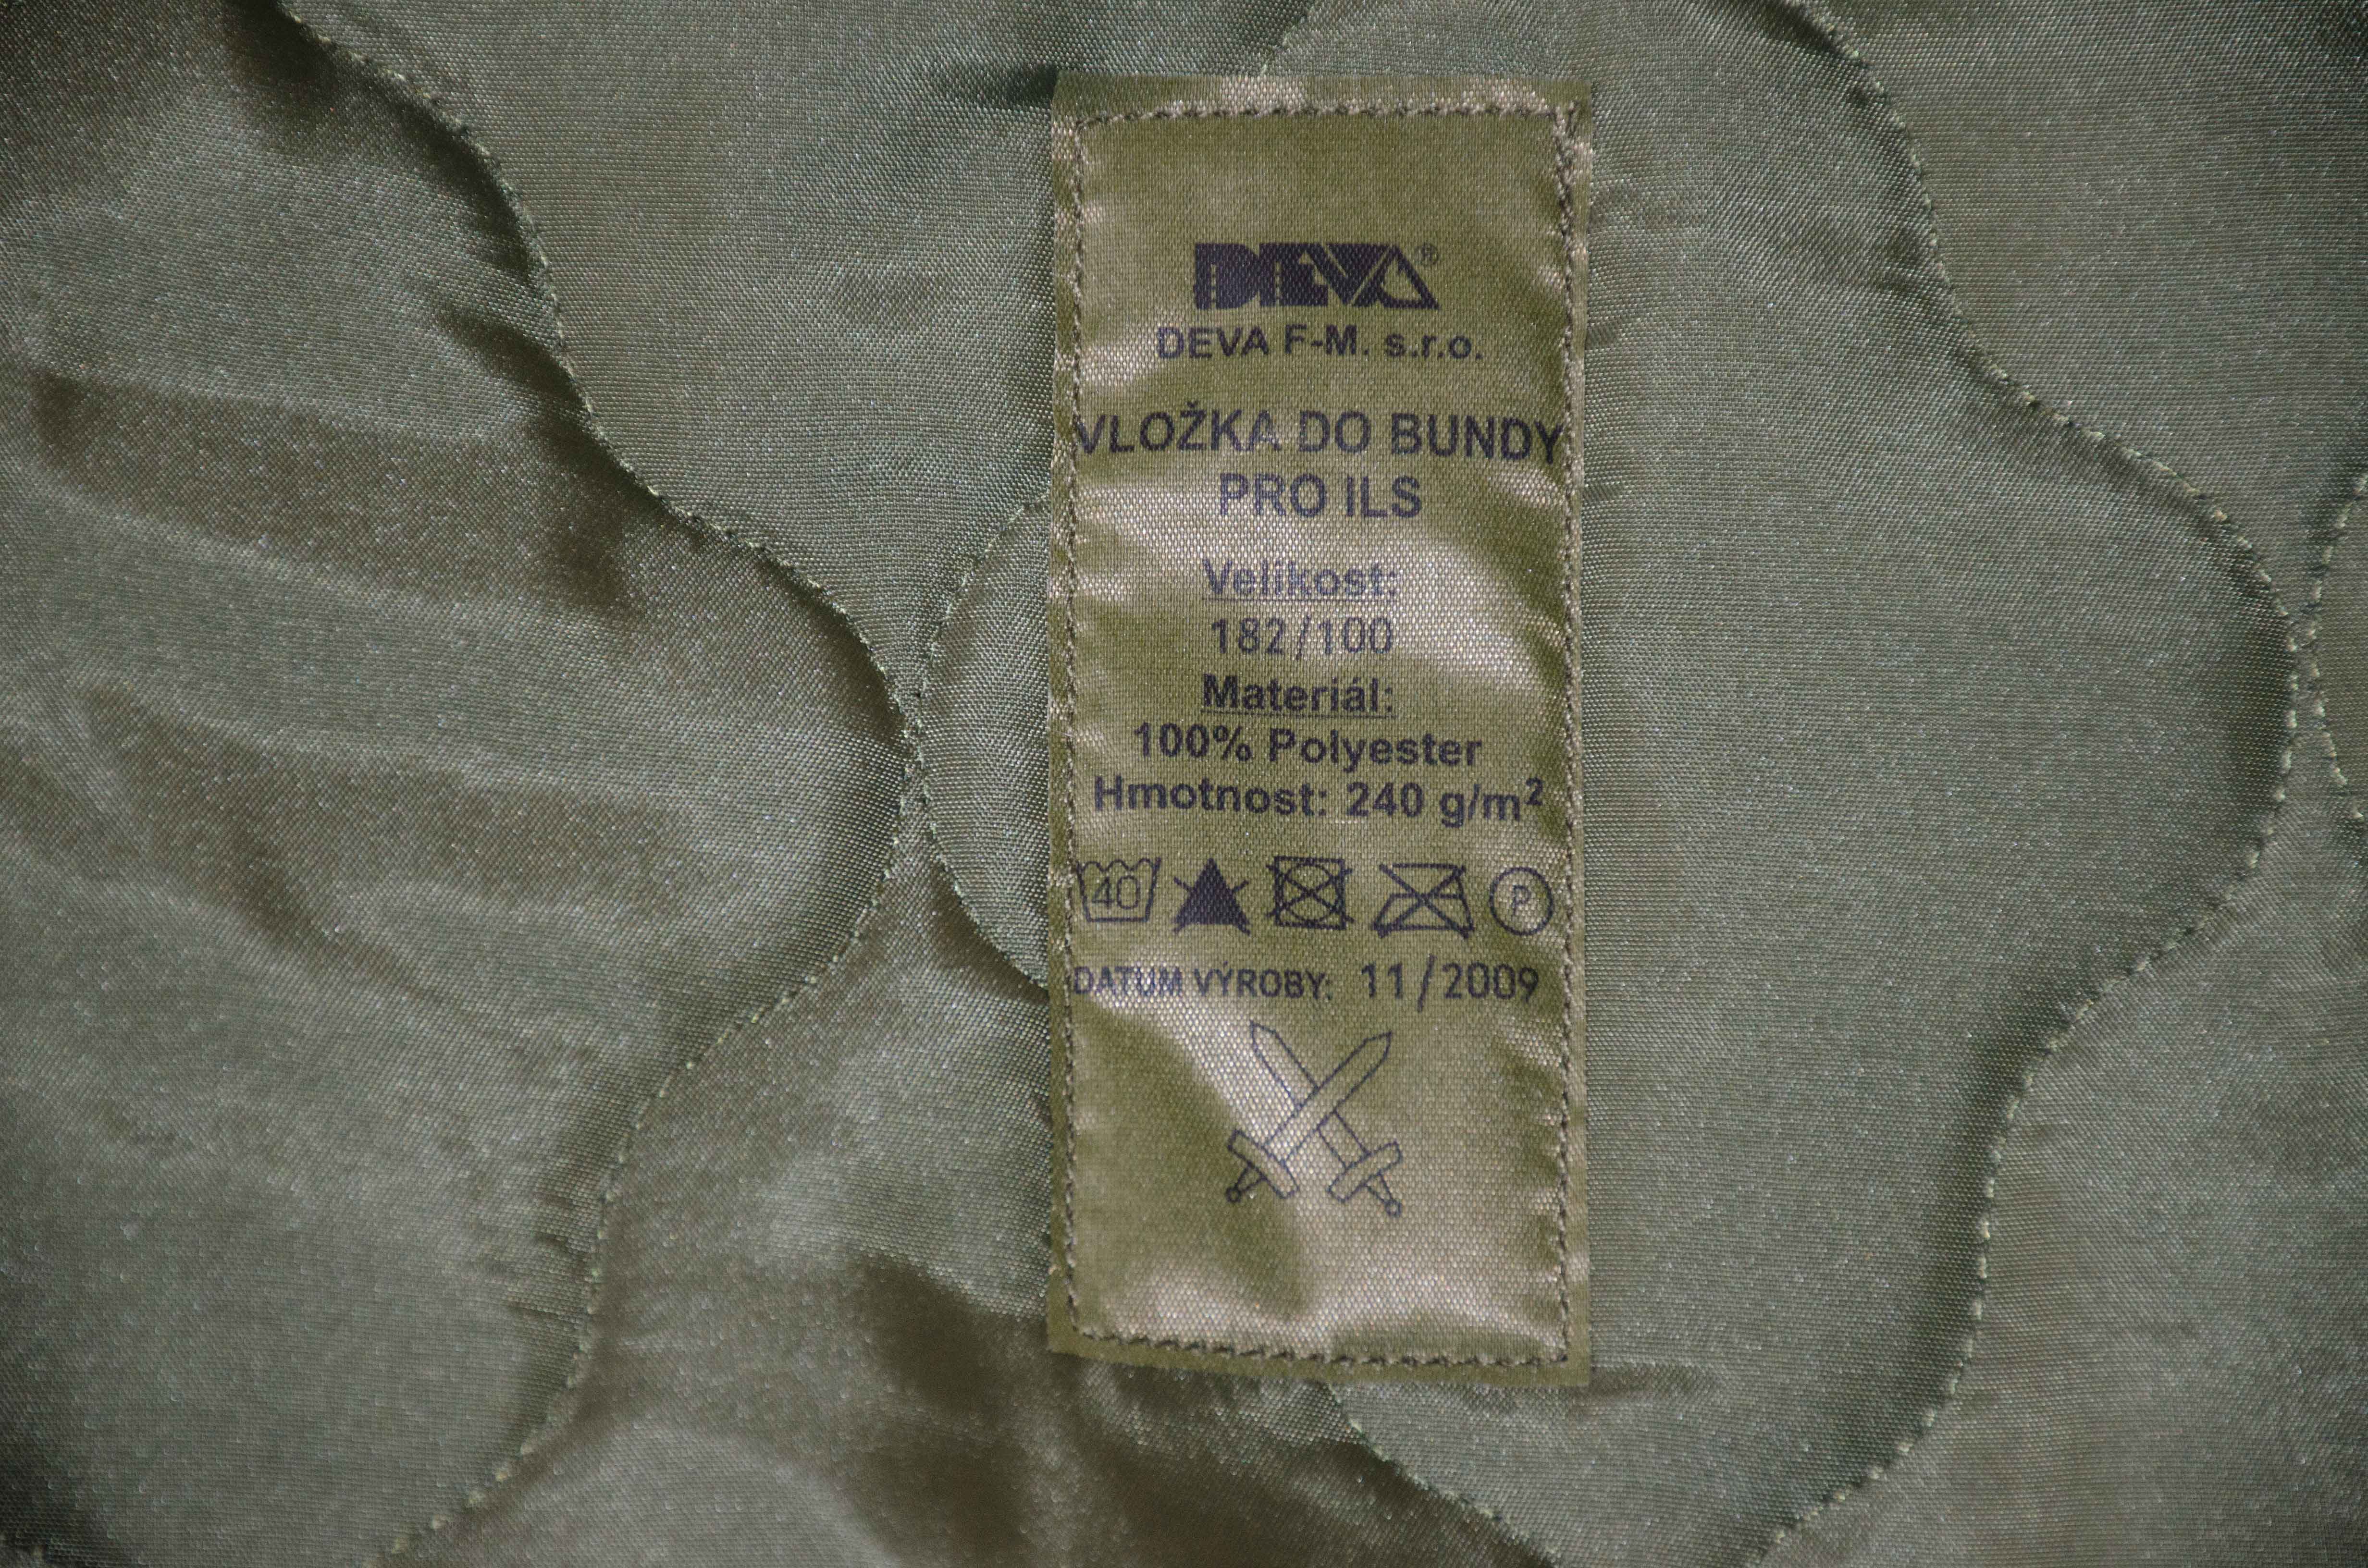 DEVA®
DEVA F-M. s.r.o.
VLOŽKA DO BUNDY
PRO ILS
Velikost:
182/100
Materiál:
100% Polyester
Hmotnost: 240 g/m²
40 P
DATUM VÝROBY: 11/2009